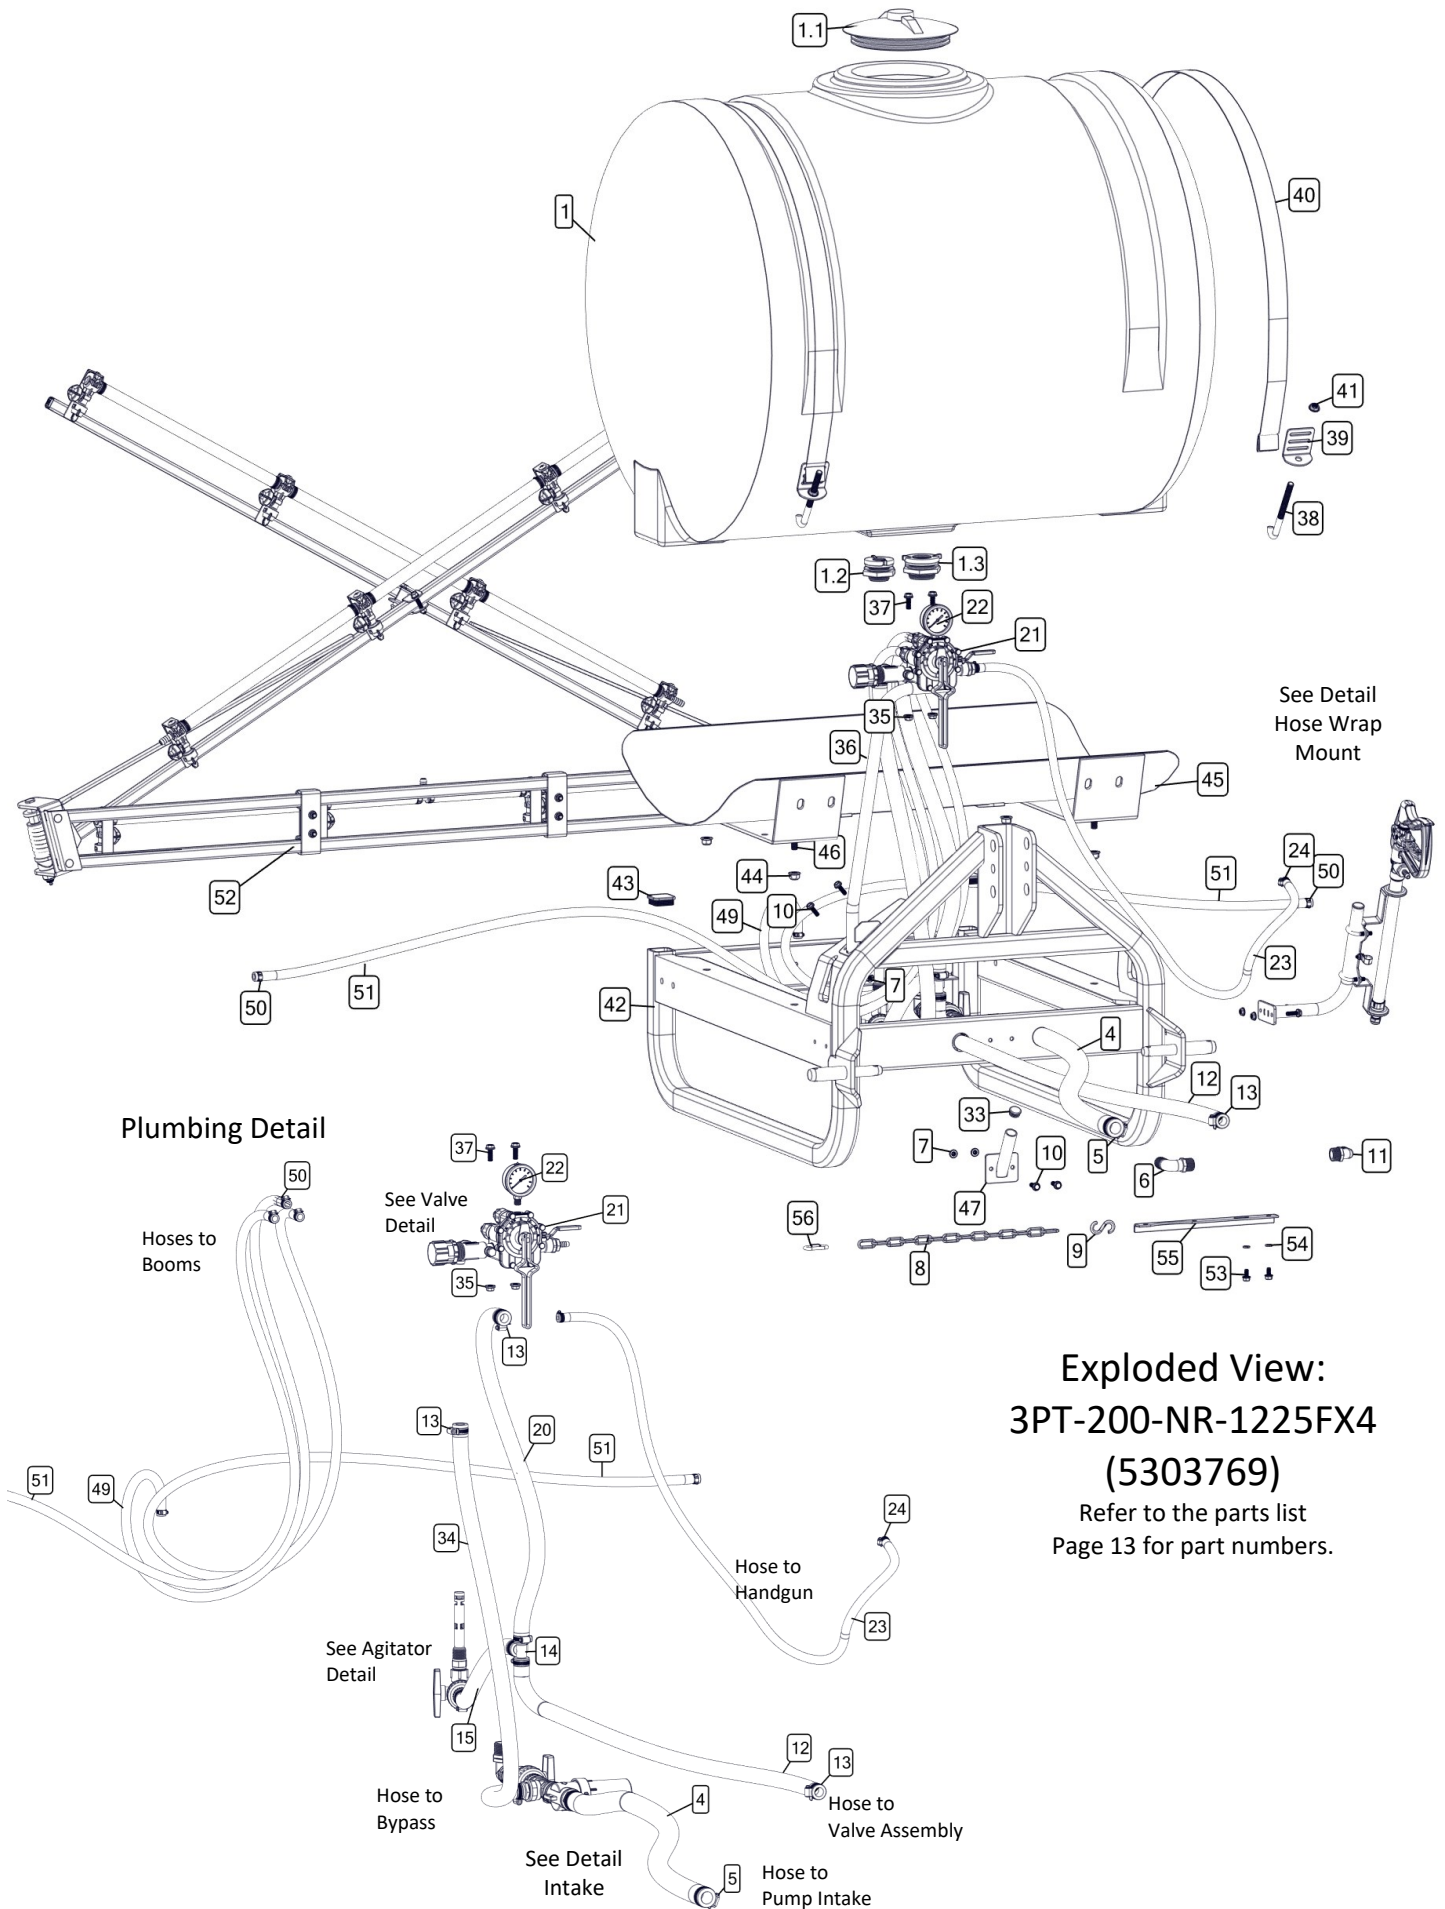 1.1
1
40
41
39
38
1.2
1.3
37
22
21
35
36
See Detail
Hose Wrap
Mount
45
46
52
43
44
10
49
24
50
51
23
50
51
42
7
4
12
13
33
5
7
10
6
11
47
56
8
9
55
54
53
Plumbing Detail
50
Hoses to
Booms
37
22
See Valve
Detail
21
35
13
13
20
51
51
49
34
24
Hose to
Handgun
23
See Agitator
Detail
14
15
12
13
Hose to
Bypass
Hose to
Valve Assembly
4
See Detail
Intake
5
Hose to
Pump Intake
Exploded View:
3PT-200-NR-1225FX4
(5303769)
Refer to the parts list
Page 13 for part numbers.